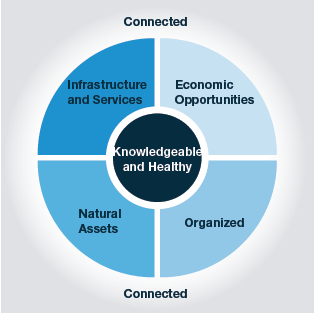 Connected
Infrastructure
and Services
Economic
Opportunities
Knowledgeable
and Healthy
Natural
Assets
Organized
Connected